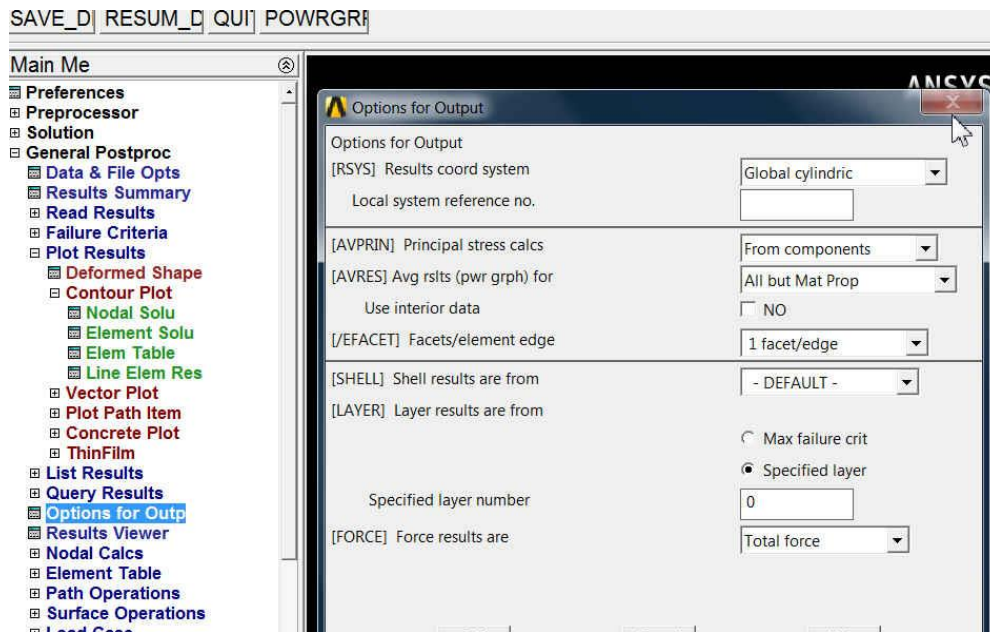 SAVE_D RESUM_D QUIT POWRGRF
Main Me
Preferences
Preprocessor
Solution
General Postproc
Data & File Opts
Results Summary
Read Results
Failure Criteria
Plot Results
Deformed Shape
Contour Plot
Nodal Solu
Element Solu
Elem Table
Line Elem Res
Vector Plot
Plot Path Item
Concrete Plot
ThinFilm
List Results
Query Results
Options for Outp
Results Viewer
Nodal Calcs
Element Table
Path Operations
Surface Operations
Load Case
ANSYS
Options for Output
Options for Output
[RSYS] Results coord system Global cylindric
Local system reference no.
[AVPRIN] Principal stress calcs From components
[AVRES] Avg rslts (pwr grph) for All but Mat Prop
Use interior data NO
[/EFACET] Facets/element edge 1 facet/edge
[SHELL] Shell results are from - DEFAULT -
[LAYER] Layer results are from
Max failure crit
Specified layer
Specified layer number 0
[FORCE] Force results are Total force